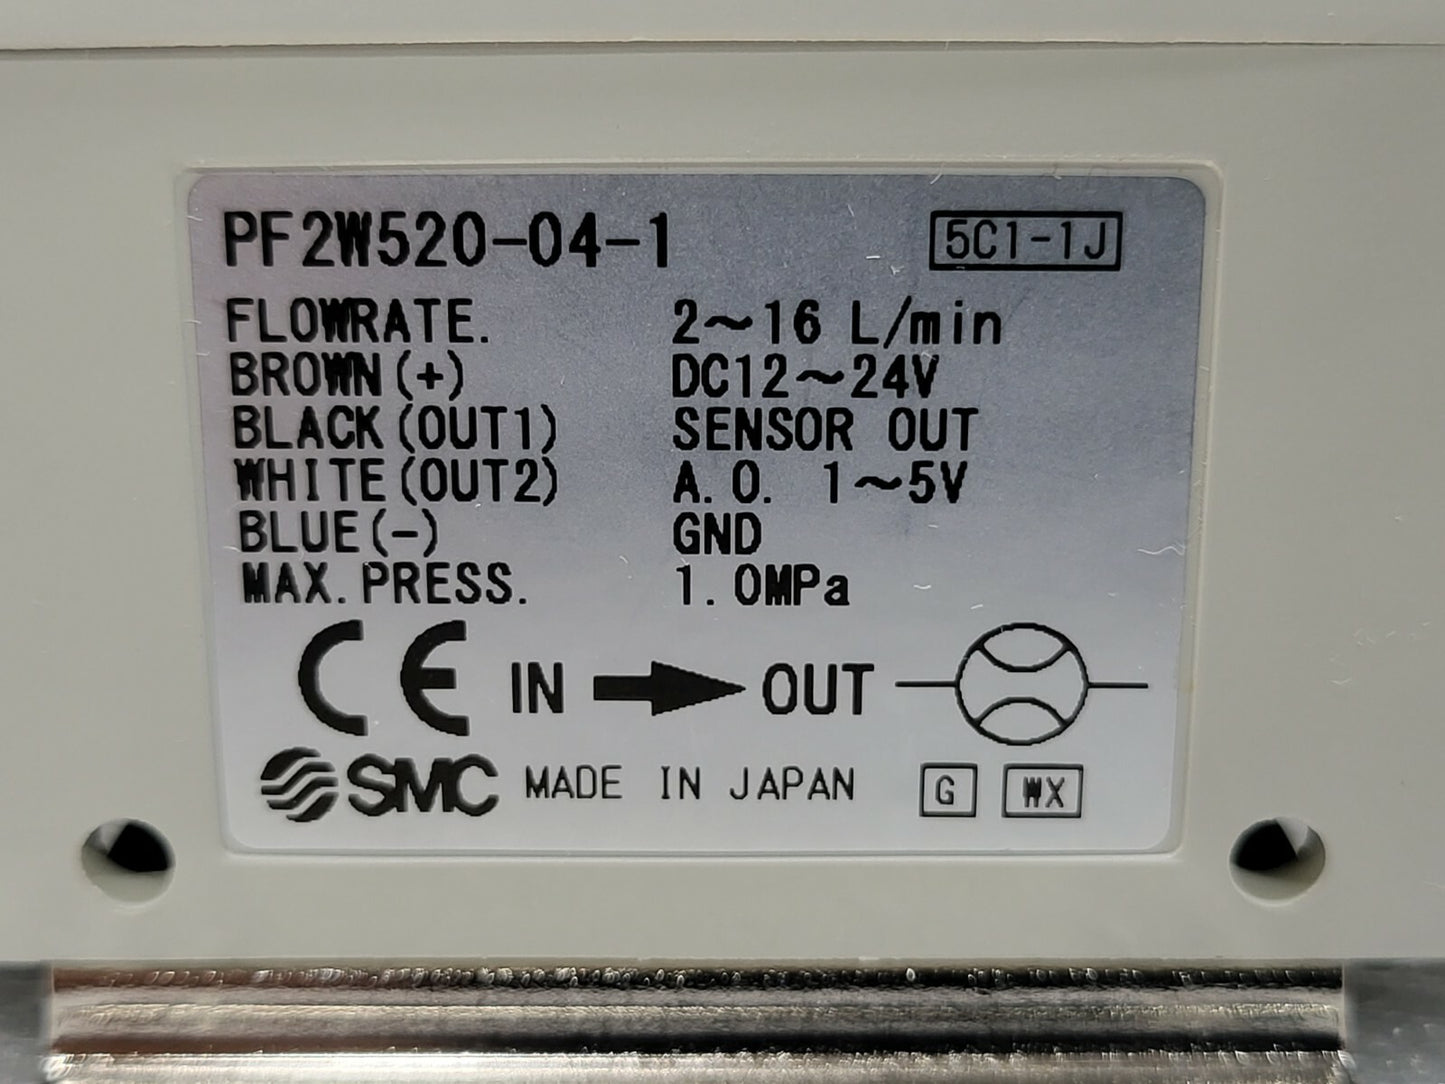 PF2W520-04-1 5C1-1J
FLOWRATE. 2~16 L/min
BROWN(+) DC12~24V
BLACK(OUT1) SENSOR OUT
WHITE(OUT2) A.O. 1~5V
BLUE(-) GND
MAX.PRESS. 1.0MPa
CE IN OUT
SMC MADE IN JAPAN G WX